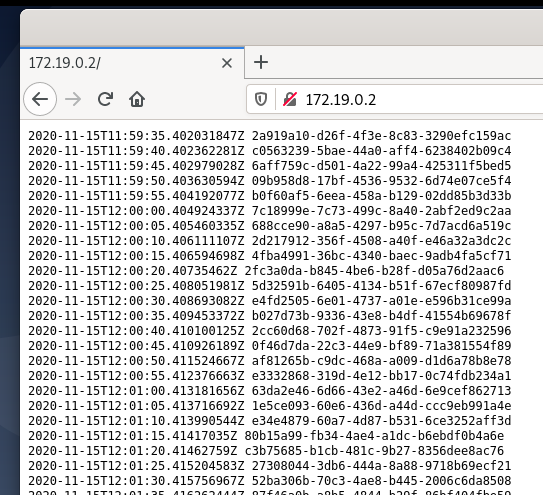 172.19.0.2/
172.19.0.2
2020-11-15T11:59:35.402031847Z 2a919a10-d26f-4f3e-8c83-3290efc159ac
2020-11-15T11:59:40.402362281Z c0563239-5bae-44a0-aff4-6238402b09c4
2020-11-15T11:59:45.402979028Z 6aff759c-d501-4a22-99a4-425311f5bed5
2020-11-15T11:59:50.403630594Z 09b958d8-17bf-4536-9532-6d74e07ce5f4
2020-11-15T11:59:55.404192077Z b0f60af5-6eea-458a-b129-02dd85b3d33b
2020-11-15T12:00:00.404924337Z 7c18999e-7c73-499c-8a40-2abf2ed9c2aa
2020-11-15T12:00:05.405460335Z 688cce90-a8a5-4297-b95c-7d7acd6a519c
2020-11-15T12:00:10.406111107Z 2d217912-356f-4508-a40f-e46a32a3dc2c
2020-11-15T12:00:15.406594698Z 4fba4991-36bc-4340-baec-9adb4fa5cf71
2020-11-15T12:00:20.40735462Z 2fc3a0da-b845-4be6-b28f-d05a76d2aac6
2020-11-15T12:00:25.408051981Z 5d32591b-6405-4134-b51f-67ecf80987fd
2020-11-15T12:00:30.408693082Z e4fd2505-6e01-4737-a01e-e596b31ce99a
2020-11-15T12:00:35.409453372Z b027d73b-9336-43e8-b4df-41554b69678f
2020-11-15T12:00:40.410100125Z 2cc60d68-702f-4873-91f5-c9e91a232596
2020-11-15T12:00:45.410926189Z 0f46d7da-22c3-44e9-bf89-71a381554f89
2020-11-15T12:00:50.411524667Z af81265b-c9dc-468a-a009-d1d6a78b8e78
2020-11-15T12:00:55.412376663Z e3332868-319d-4e12-bb17-0c74fdb234a1
2020-11-15T12:01:00.413181656Z 63da2e46-6d66-43e2-a46d-6e9cef862713
2020-11-15T12:01:05.413716692Z 1e5ce093-60e6-436d-a44d-ccc9eb991a4e
2020-11-15T12:01:10.413990544Z e34e4879-60a7-4d87-b531-6ce3252aff3d
2020-11-15T12:01:15.41417035Z 80b15a99-fb34-4ae4-a1dc-b6ebdf0b4a6e
2020-11-15T12:01:20.41462759Z c3b75685-b1cb-481c-9b27-8356dee8ac76
2020-11-15T12:01:25.415204583Z 27308044-3db6-444a-8a88-9718b69ecf21
2020-11-15T12:01:30.415756967Z 52ba306b-70c3-4ae8-b445-2006c6da8508